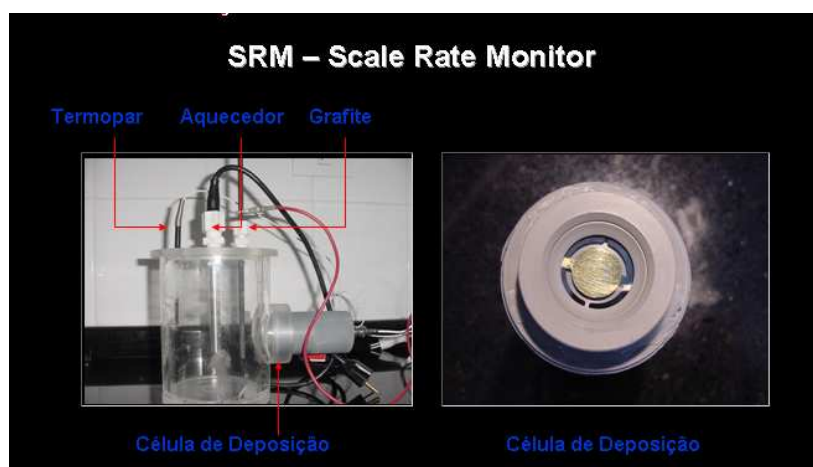 SRM – Scale Rate Monitor
Termopar Aquecedor Grafite
Célula de Deposição Célula de Deposição